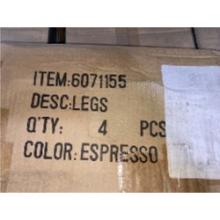 ITEM:6071155
DESC:LEGS
Q'TY: 4 PCS
COLOR:ESPRESSO